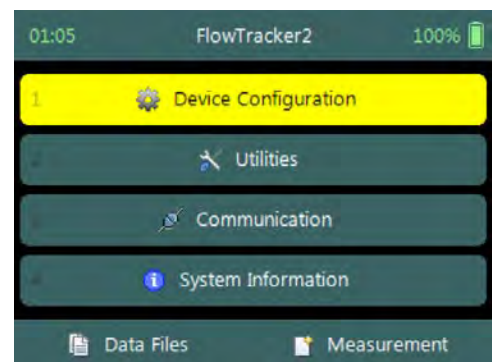 01:05 FlowTracker2 100%
1 Device Configuration
Utilities
Communication
System Information
Data Files Measurement